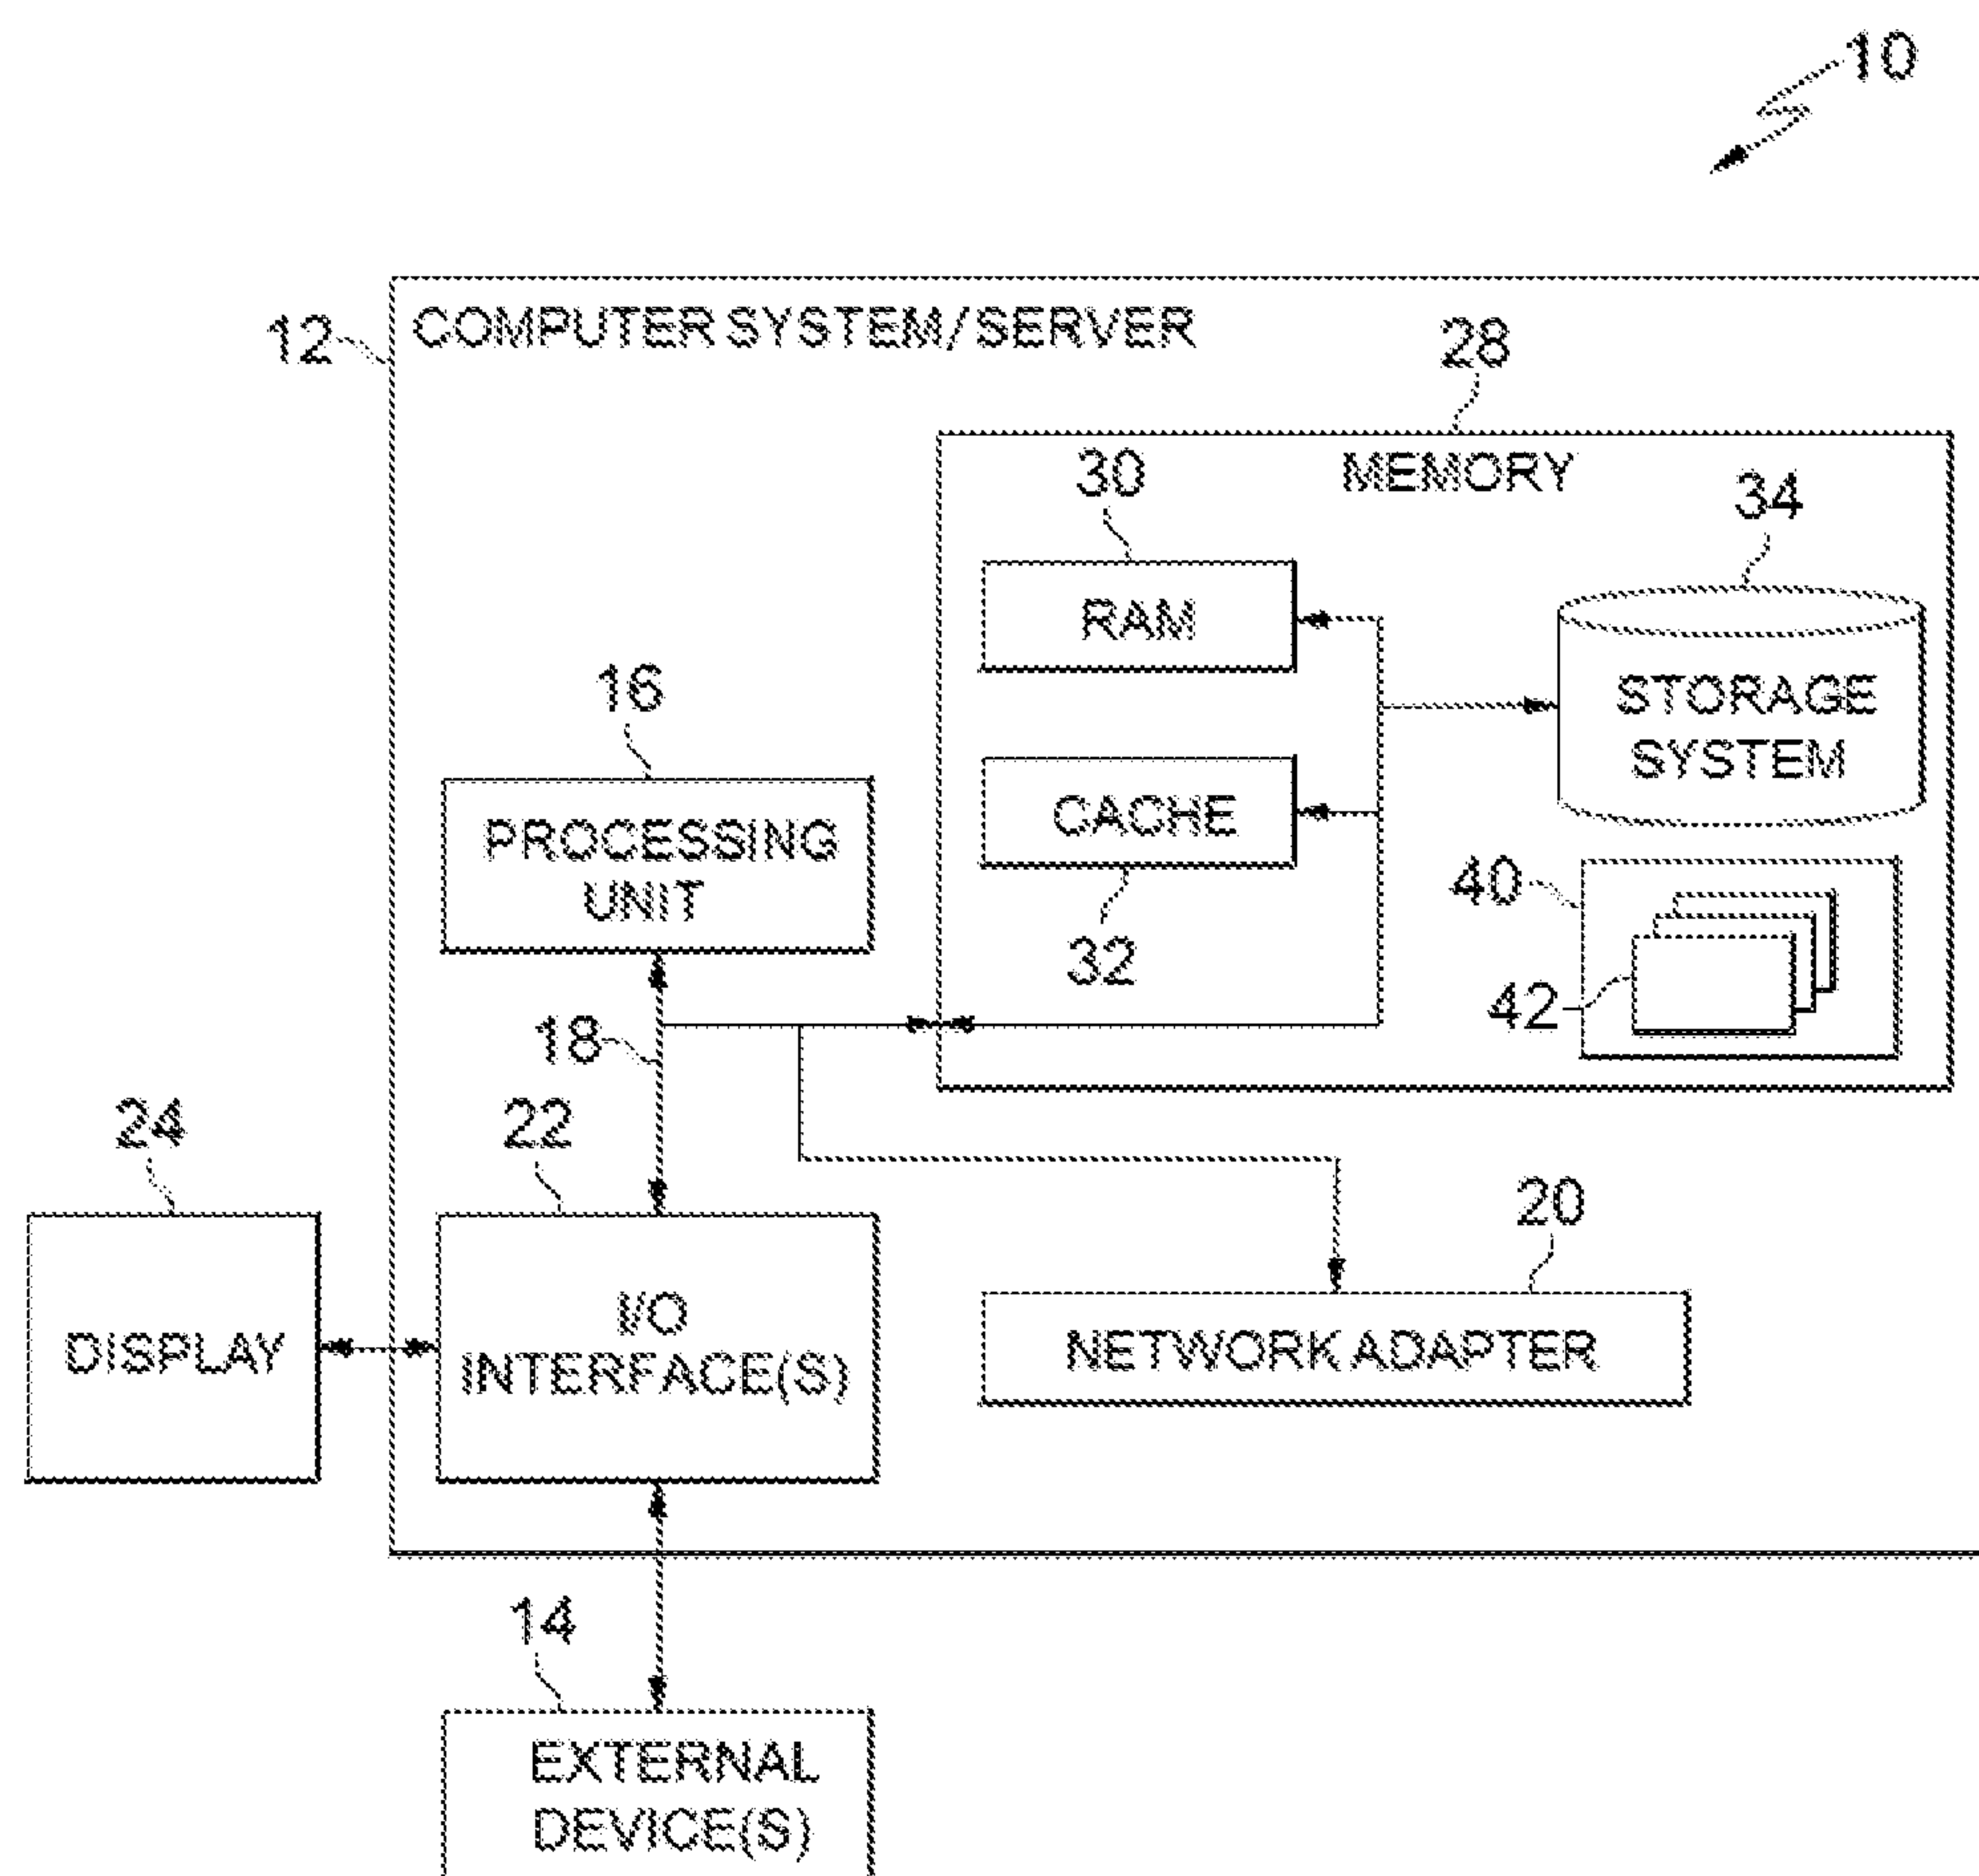 10
12
COMPUTER SYSTEM/SERVER
28
MEMORY
30
34
RAM
STORAGE
SYSTEM
16
CACHE
PROCESSING
UNIT
32
40
42
18
24
22
20
DISPLAY
I/O
INTERFACE(S)
NETWORK ADAPTER
14
EXTERNAL
DEVICE(S)